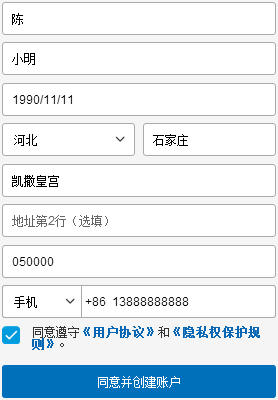 陈
小明
1990/11/11
河北 石家庄
凯撒皇宫
地址第2行（选填）
050000
手机 +86 13888888888
同意遵守《用户协议》和《隐私权保护规
则》。
同意并创建账户